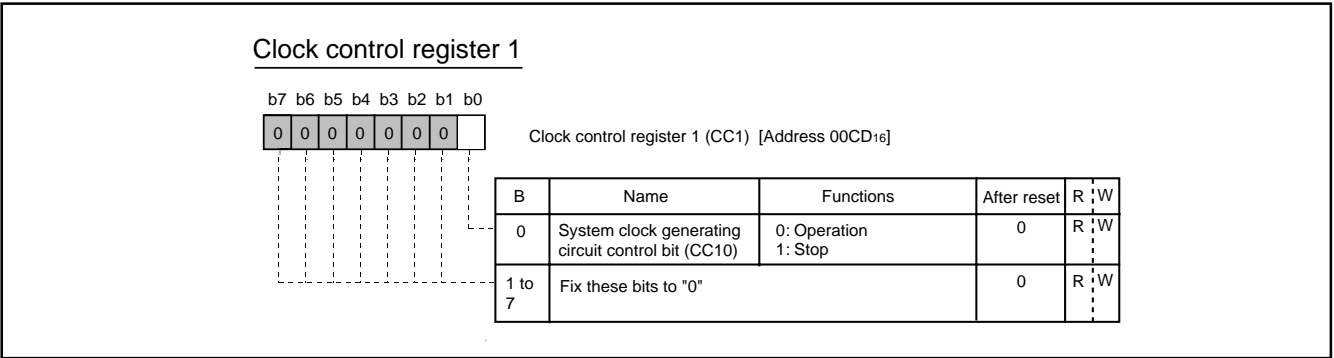 Clock control register 1
b7 b6 b5 b4 b3 b2 b1 b0
0 0 0 0 0 0 0
Clock control register 1 (CC1) [Address 00CD16]
B Name Functions After reset R W
0 System clock generating 0: Operation 0 R W
circuit control bit (CC10) 1: Stop
1 to Fix these bits to "0" 0 R W
7